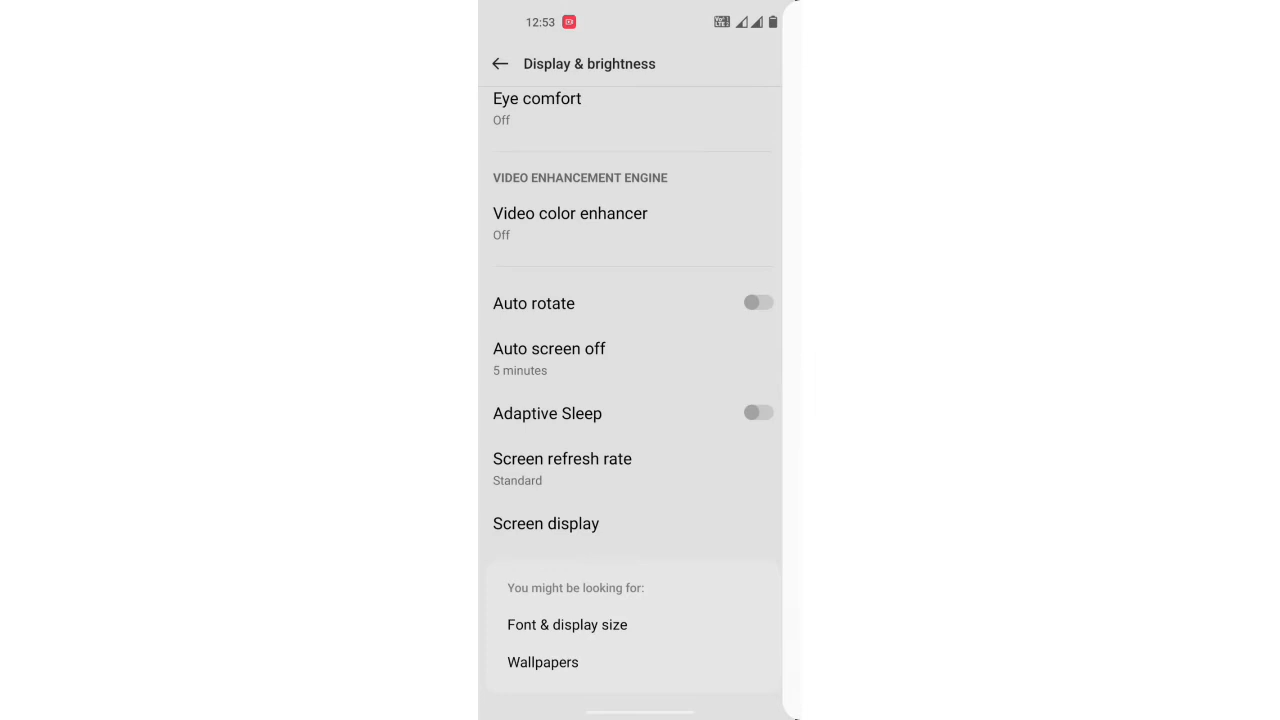 12:53
Display & brightness
Eye comfort
Off
VIDEO ENHANCEMENT ENGINE
Video color enhancer
Off
Auto rotate
Auto screen off
5 minutes
Adaptive Sleep
Screen refresh rate
Standard
Screen display
You might be looking for:
Font & display size
Wallpapers